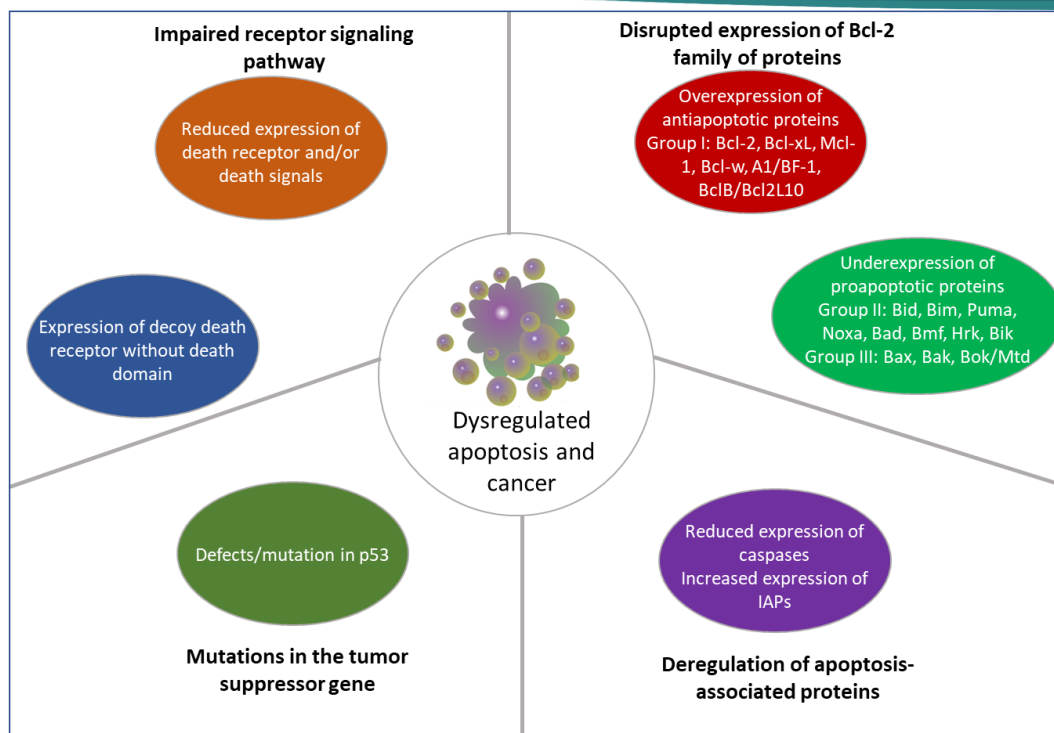 Impaired receptor signaling
pathway
Reduced expression of
death receptor and/or
death signals
Expression of decoy death
receptor without death
domain
Disrupted expression of Bcl-2
family of proteins
Overexpression of
antiapoptotic proteins
Group I: Bcl-2, Bcl-xL, Mcl-
1, Bcl-w, A1/BF-1,
BclB/Bcl2L10
Underexpression of
proapoptotic proteins
Group II: Bid, Bim, Puma,
Noxa, Bad, Bmf, Hrk, Bik
Group III: Bax, Bak, Bok/Mtd
Dysregulated
apoptosis and
cancer
Defects/mutation in p53
Mutations in the tumor
suppressor gene
Reduced expression of
caspases
Increased expression of
IAPs
Deregulation of apoptosis-
associated proteins